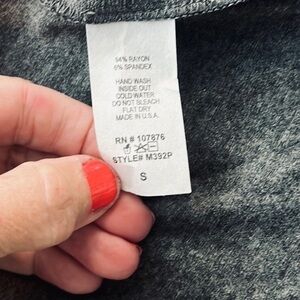 94% RAYON
6% SPANDEX
HAND WASH
INSIDE OUT
COLD WATER
DO NOT BLEACH
FLAT DRY
MADE IN U.S.A.
RN # 107876
STYLE# M392P
S